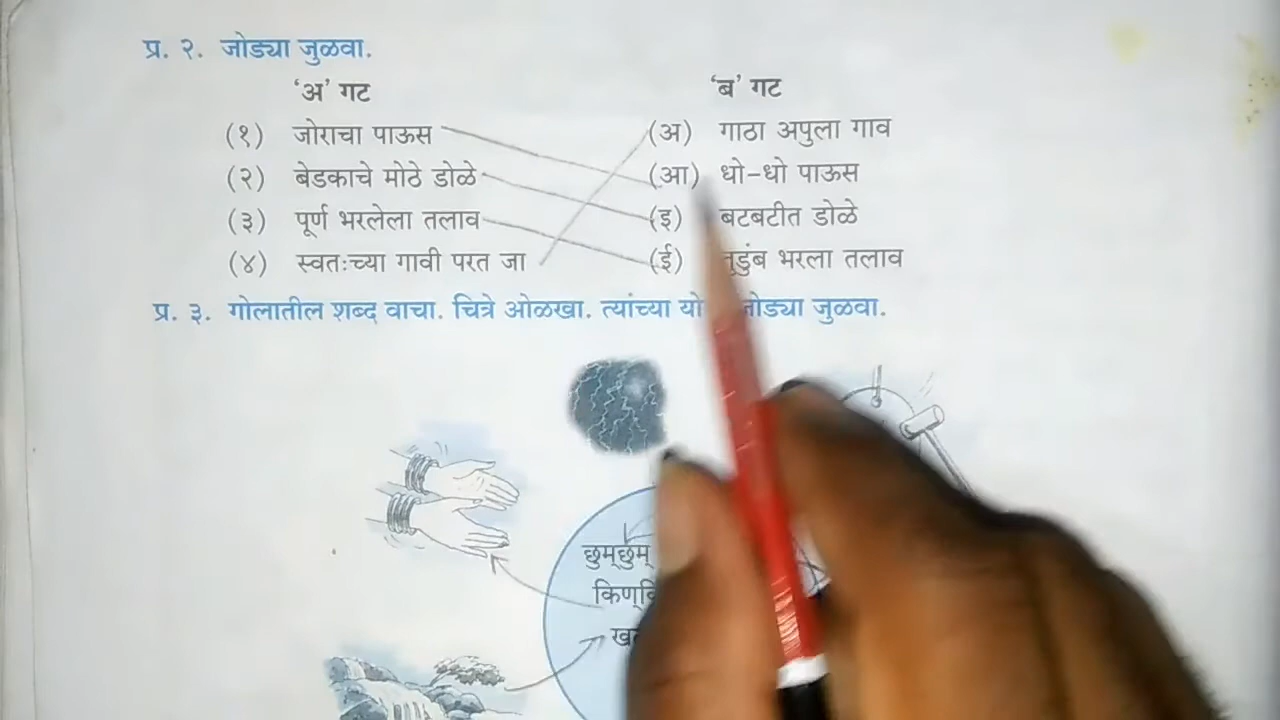 प्र. २. जोड्या जुळवा.
'अ' गट 'ब' गट
(१) जोराचा पाऊस (अ) गाठा अपुला गाव
(२) बेडकाचे मोठे डोळे (आ) धो-धो पाऊस
(३) पूर्ण भरलेला तलाव (इ) बटबटीत डोळे
(४) स्वतःच्या गावी परत जा (ई) भरला तलाव
प्र. ३. गोलातील शब्द वाचा. चित्रे ओळखा. त्यांच्या जोड्या जुळवा.
छुम्छुम्